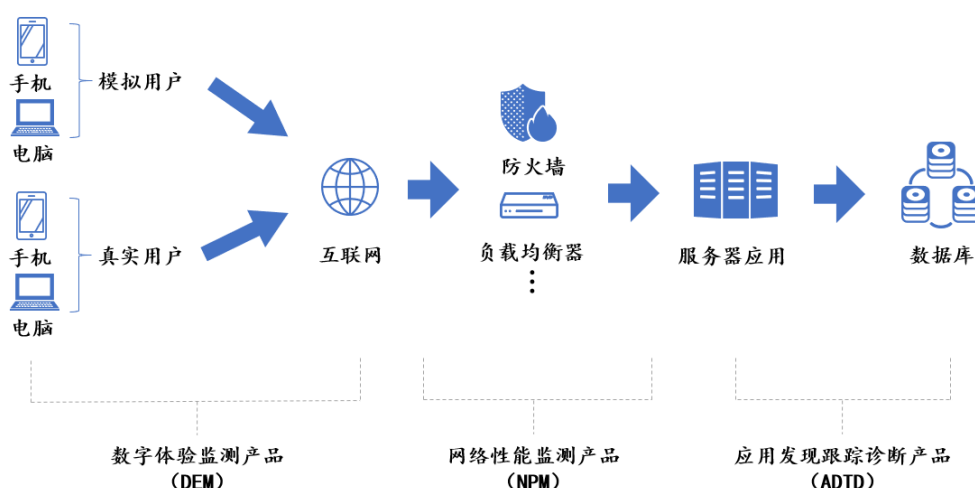 手机
模拟用户
电脑
手机
真实用户
电脑
互联网
防火墙
负载均衡器
服务器应用
数据库
数字体验监测产品
（DEM）
网络性能监测产品
（NPM）
应用发现跟踪诊断产品
（ADTD）